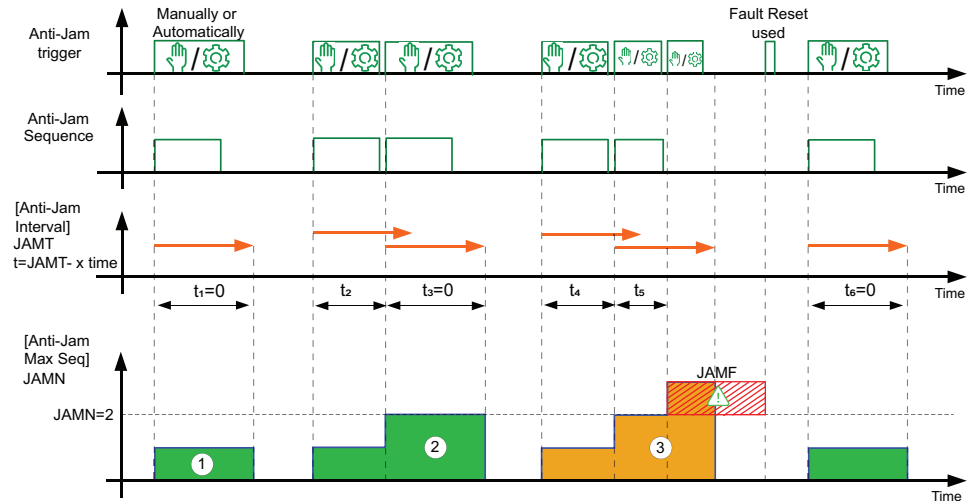 Manually or
Automatically
Fault Reset
used
Anti-Jam
trigger
/
/
/
/
/
/
/
Time
Anti-Jam
Sequence
Time
[Anti-Jam
Interval]
JAMT
t=JAMT- x time
t₁=0
t₂
t₃=0
t₄
t₅
t₆=0
Time
[Anti-Jam
Max Seq]
JAMN
JAMF
!
JAMN=2
1
2
3
Time